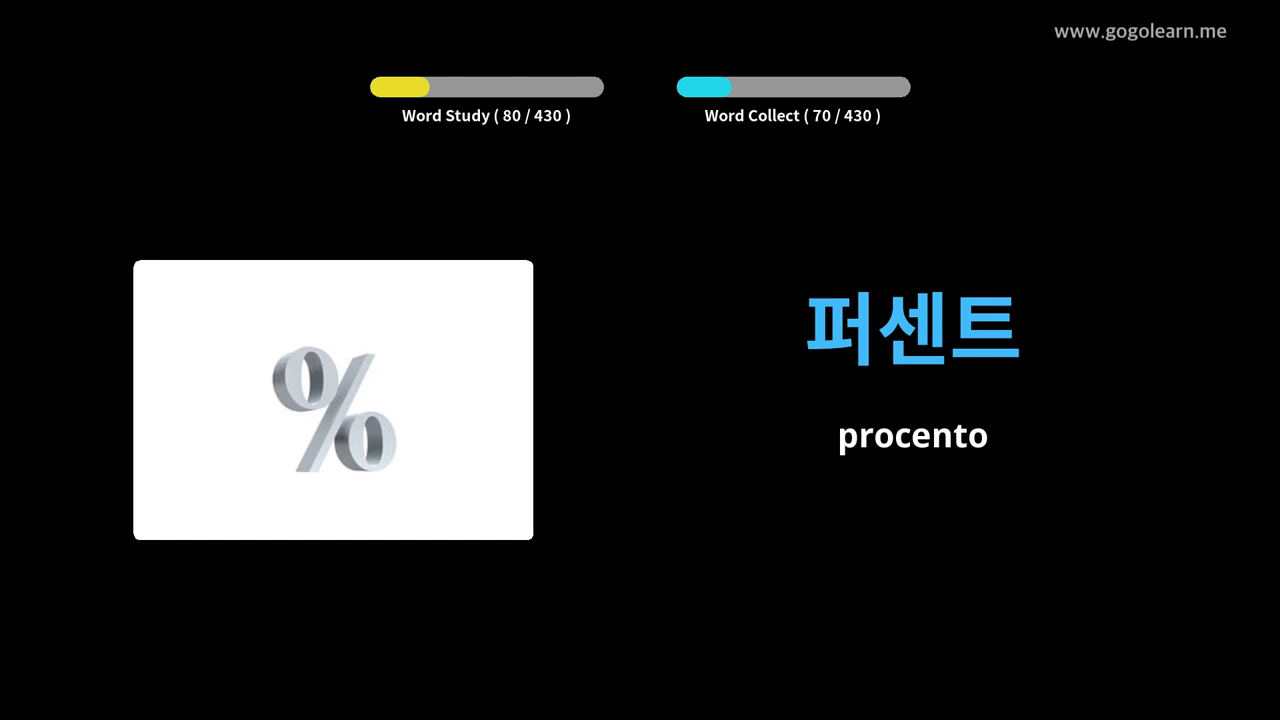 www.gogolearn.me
Word Study ( 80 / 430 )
Word Collect ( 70 / 430 )
%
퍼센트
procento